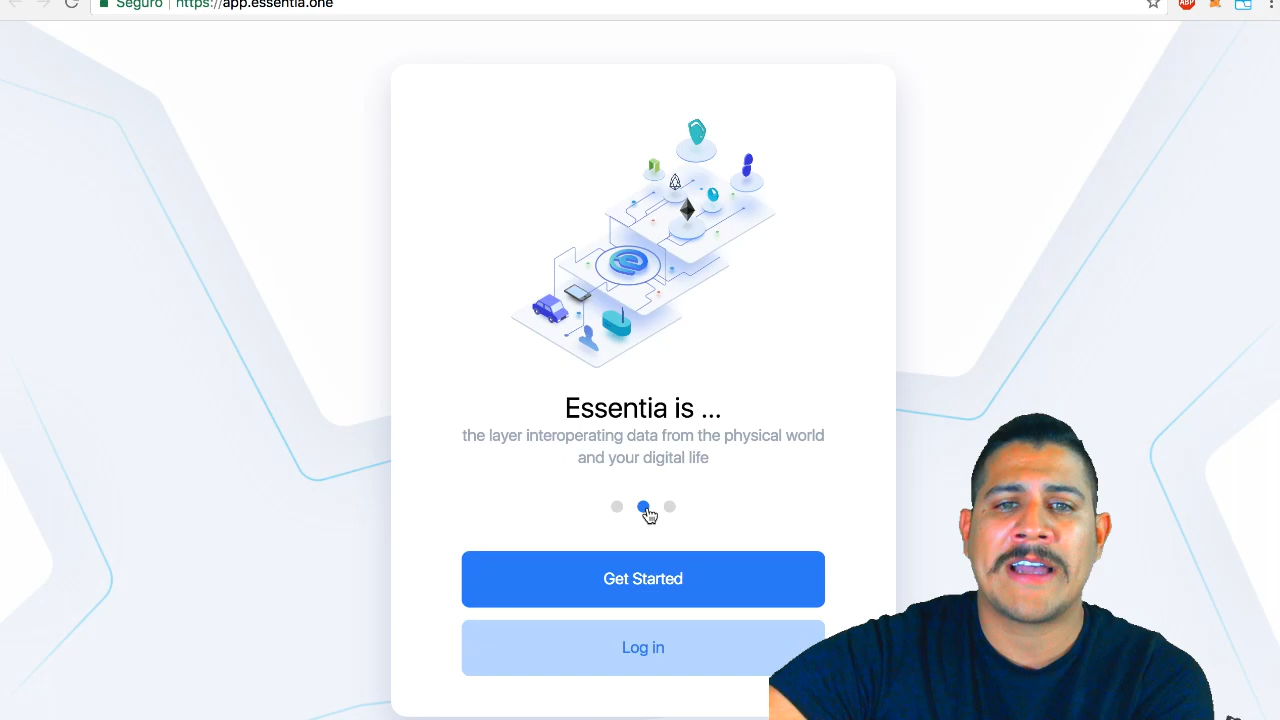 Seguro | https://app.essentia.one
ABP
Essentia is ...
the layer interoperating data from the physical world
and your digital life
Get Started
Log in